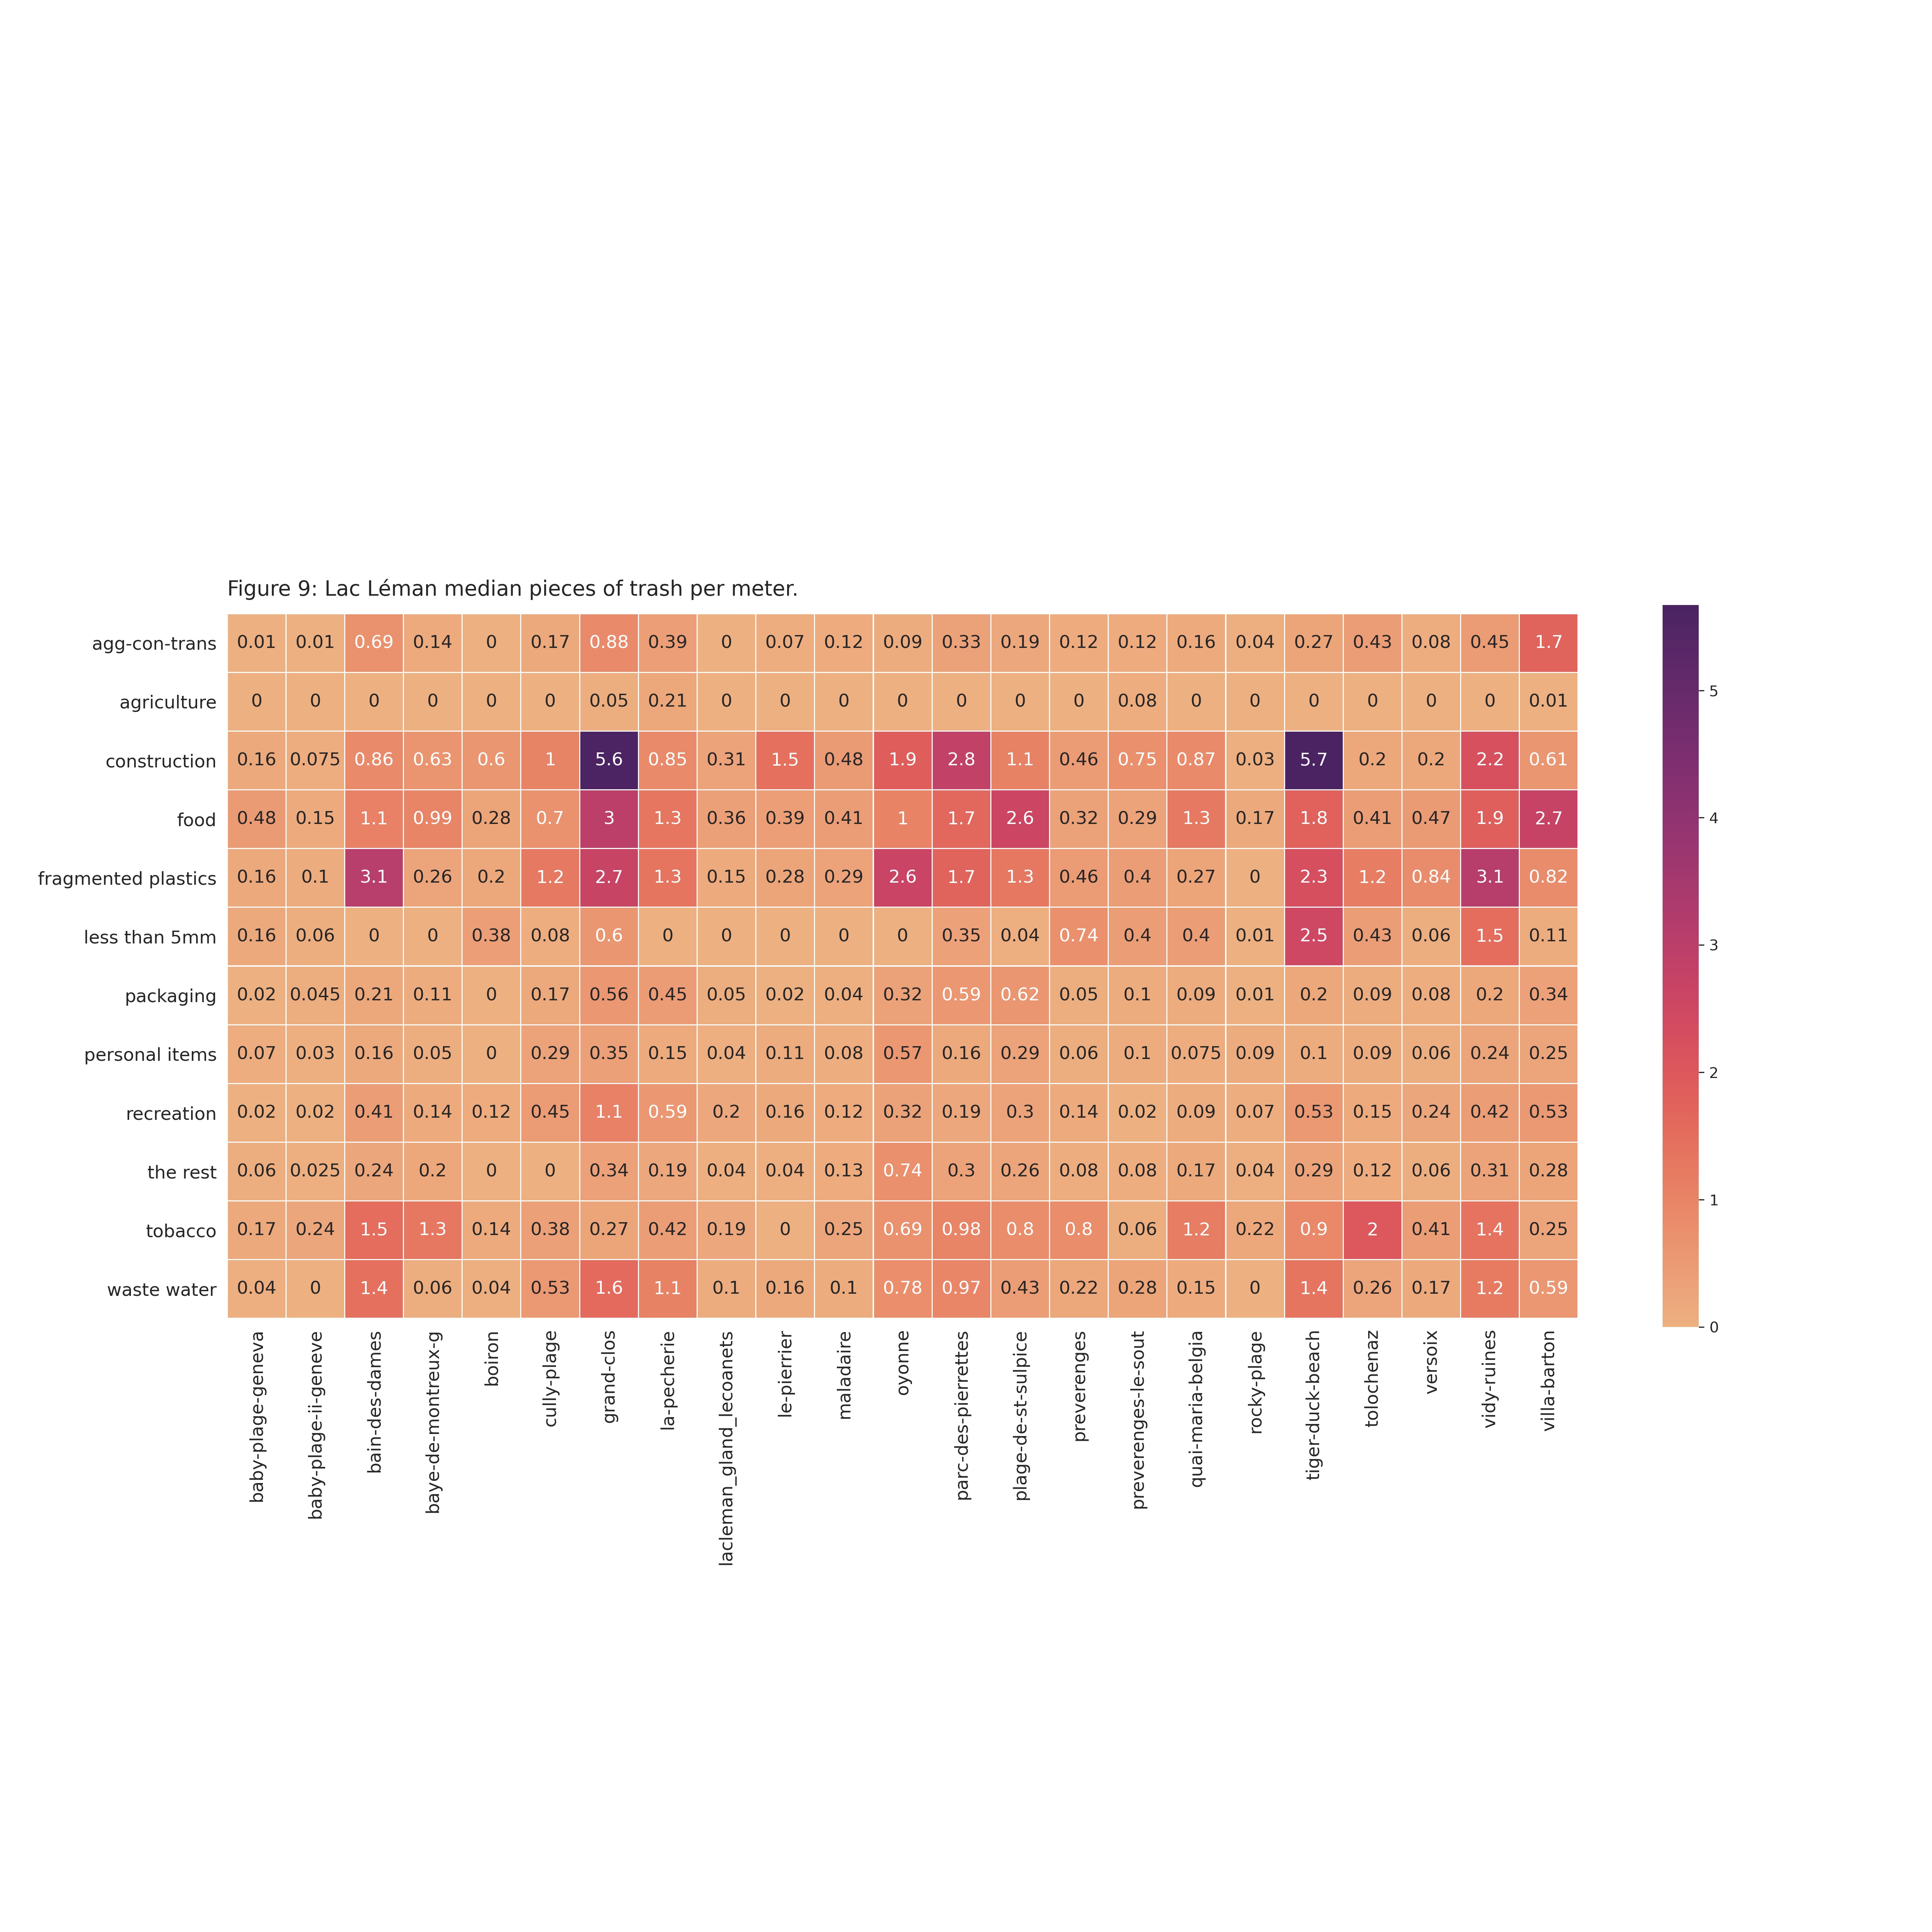 Figure 9: Lac Léman median pieces of trash per meter.
agg-con-trans 0.01 0.01 0.69 0.14 0 0.17 0.88 0.39 0 0.07 0.12 0.09 0.33 0.19 0.12 0.12 0.16 0.04 0.27 0.43 0.08 0.45 1.7
agriculture 0 0 0 0 0 0 0.05 0.21 0 0 0 0 0 0 0 0.08 0 0 0 0 0 0 0.01
construction 0.16 0.075 0.86 0.63 0.6 1 5.6 0.85 0.31 1.5 0.48 1.9 2.8 1.1 0.46 0.75 0.87 0.03 5.7 0.2 0.2 2.2 0.61
food 0.48 0.15 1.1 0.99 0.28 0.7 3 1.3 0.36 0.39 0.41 1 1.7 2.6 0.32 0.29 1.3 0.17 1.8 0.41 0.47 1.9 2.7
fragmented plastics 0.16 0.1 3.1 0.26 0.2 1.2 2.7 1.3 0.15 0.28 0.29 2.6 1.7 1.3 0.46 0.4 0.27 0 2.3 1.2 0.84 3.1 0.82
less than 5mm 0.16 0.06 0 0 0.38 0.08 0.6 0 0 0 0 0 0.35 0.04 0.74 0.4 0.4 0.01 2.5 0.43 0.06 1.5 0.11
packaging 0.02 0.045 0.21 0.11 0 0.17 0.56 0.45 0.05 0.02 0.04 0.32 0.59 0.62 0.05 0.1 0.09 0.01 0.2 0.09 0.08 0.2 0.34
personal items 0.07 0.03 0.16 0.05 0 0.29 0.35 0.15 0.04 0.11 0.08 0.57 0.16 0.29 0.06 0.1 0.075 0.09 0.1 0.09 0.06 0.24 0.25
recreation 0.02 0.02 0.41 0.14 0.12 0.45 1.1 0.59 0.2 0.16 0.12 0.32 0.19 0.3 0.14 0.02 0.09 0.07 0.53 0.15 0.24 0.42 0.53
the rest 0.06 0.025 0.24 0.2 0 0 0.34 0.19 0.04 0.04 0.13 0.74 0.3 0.26 0.08 0.08 0.17 0.04 0.29 0.12 0.06 0.31 0.28
tobacco 0.17 0.24 1.5 1.3 0.14 0.38 0.27 0.42 0.19 0 0.25 0.69 0.98 0.8 0.8 0.06 1.2 0.22 0.9 2 0.41 1.4 0.25
waste water 0.04 0 1.4 0.06 0.04 0.53 1.6 1.1 0.1 0.16 0.1 0.78 0.97 0.43 0.22 0.28 0.15 0 1.4 0.26 0.17 1.2 0.59
baby-plage-geneva
baby-plage-ii-geneve
bain-des-dames
baye-de-montreux-g
boiron
cully-plage
grand-clos
la-pecherie
lacleman_gland_lecoanets
le-pierrier
maladaire
oyonne
parc-des-pierrettes
plage-de-st-sulpice
preverenges
preverenges-le-sout
quai-maria-belgia
rocky-plage
tiger-duck-beach
tolochenaz
versoix
vidy-ruines
villa-barton
5
4
3
2
1
0